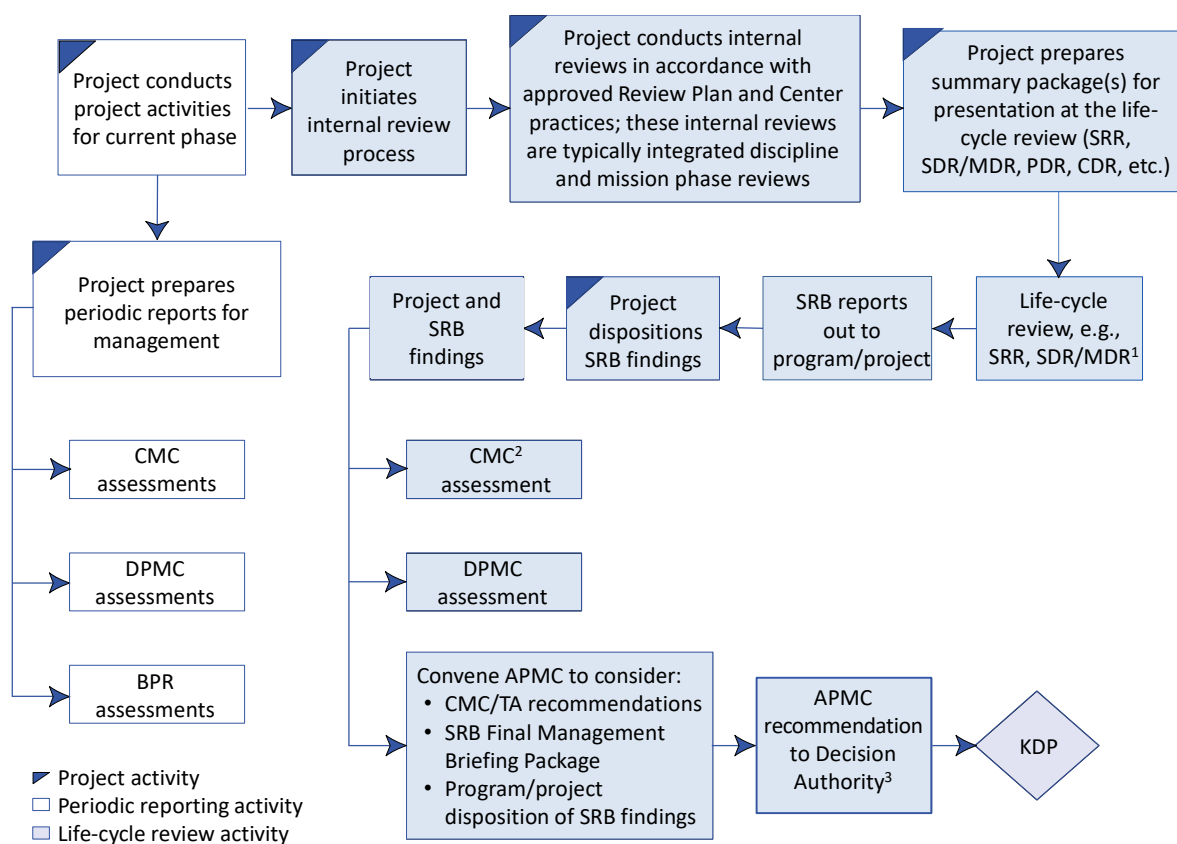 Project conducts
project activities
for current phase
Project
initiates
internal review
process
Project conducts internal
reviews in accordance with
approved Review Plan and Center
practices; these internal reviews
are typically integrated discipline
and mission phase reviews
Project prepares
summary package(s) for
presentation at the life-
cycle review (SRR,
SDR/MDR, PDR, CDR, etc.)
Project prepares
periodic reports for
management
Project and
SRB
findings
Project
dispositions
SRB findings
SRB reports
out to
program/project
Life-cycle
review, e.g.,
SRR, SDR/MDR¹
CMC
assessments
CMC²
assessment
DPMC
assessments
DPMC
assessment
BPR
assessments
Convene APMC to consider:
• CMC/TA recommendations
• SRB Final Management
Briefing Package
• Program/project
disposition of SRB findings
APMC
recommendation
to Decision
Authority³
KDP
Project activity
Periodic reporting activity
Life-cycle review activity